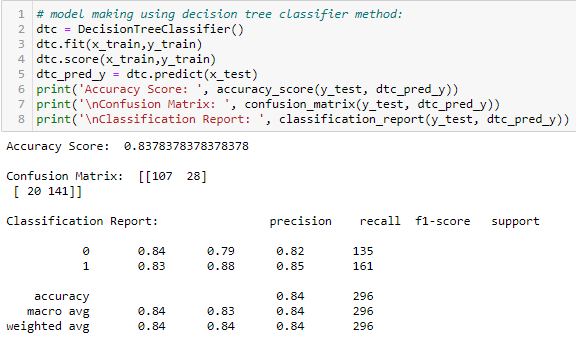 1 # model making using decision tree classifier method:
2 dtc = DecisionTreeClassifier()
3 dtc.fit(x_train,y_train)
4 dtc.score(x_train,y_train)
5 dtc_pred_y = dtc.predict(x_test)
6 print('Accuracy Score: ', accuracy_score(y_test, dtc_pred_y))
7 print('\nConfusion Matrix: ', confusion_matrix(y_test, dtc_pred_y))
8 print('\nClassification Report: ', classification_report(y_test, dtc_pred_y))
Accuracy Score:  0.8378378378378378
Confusion Matrix:  [[107  28]
 [ 20 141]]
Classification Report:                precision    recall  f1-score   support
           0       0.84      0.79      0.82       135
           1       0.83      0.88      0.85       161
    accuracy                           0.84       296
   macro avg       0.84      0.83      0.84       296
weighted avg       0.84      0.84      0.84       296